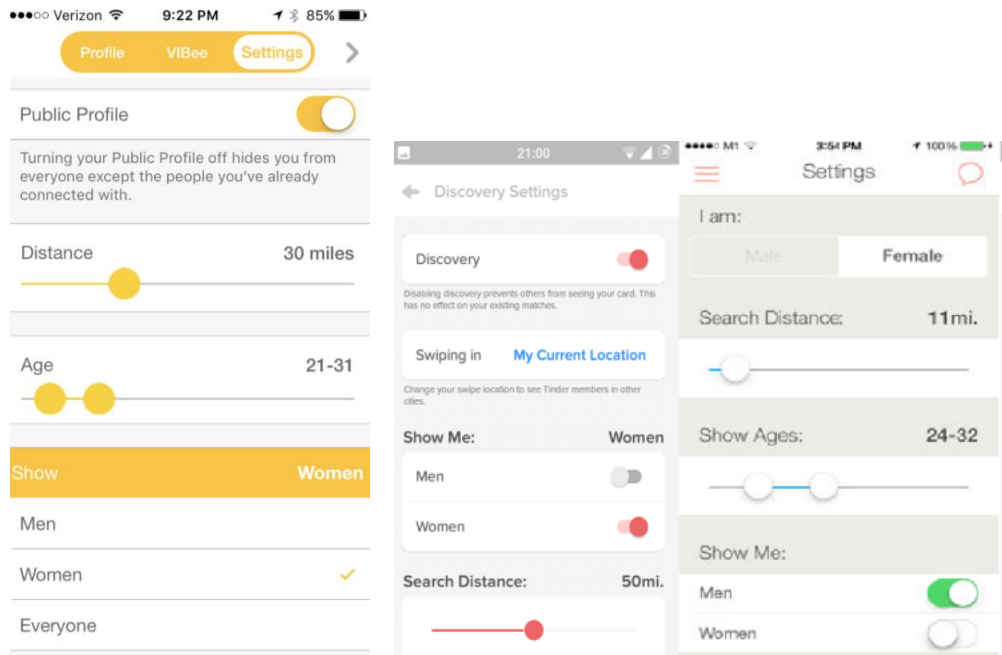 Verizon 9:22 PM 85%
Profile VIBee Settings
Public Profile
Turning your Public Profile off hides you from
everyone except the people you've already
connected with.
Distance 30 miles
Age 21-31
Show Women
Men
Women
Everyone
21:00
Discovery Settings
Discovery
Disabling discovery prevents others from seeing your card. This
has no effect on your existing matches.
Swiping in My Current Location
Change your swipe location to see Tinder members in other
cities.
Show Me: Women
Men
Women
Search Distance: 50mi.
M1 3:54 PM 100%
Settings
I am:
Male Female
Search Distance: 11mi.
Show Ages: 24-32
Show Me:
Men
Women